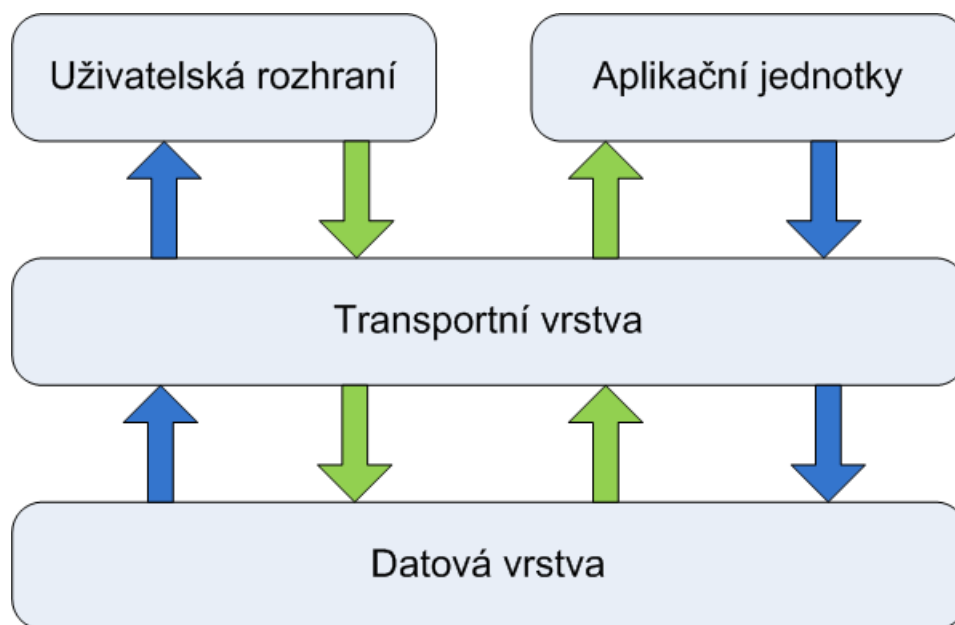 Uživatelská rozhraní
Aplikační jednotky
Transportní vrstva
Datová vrstva